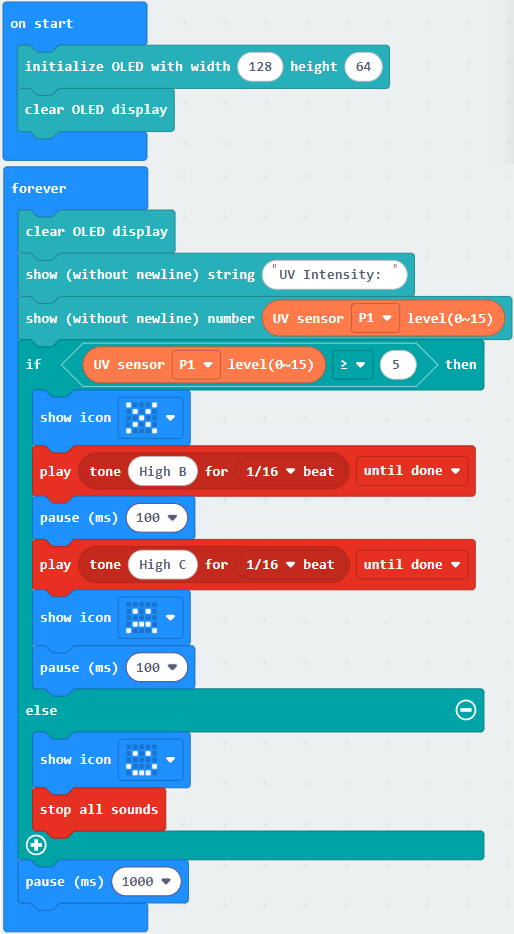 on start
initialize OLED with width 128 height 64
clear OLED display
forever
clear OLED display
show (without newline) string "UV Intensity: "
show (without newline) number UV sensor P1 level(0~15)
if UV sensor P1 level(0~15) ≥ 5 then
show icon
play tone High B for 1/16 beat until done
pause (ms) 100
play tone High C for 1/16 beat until done
show icon
pause (ms) 100
else
show icon
stop all sounds
pause (ms) 1000